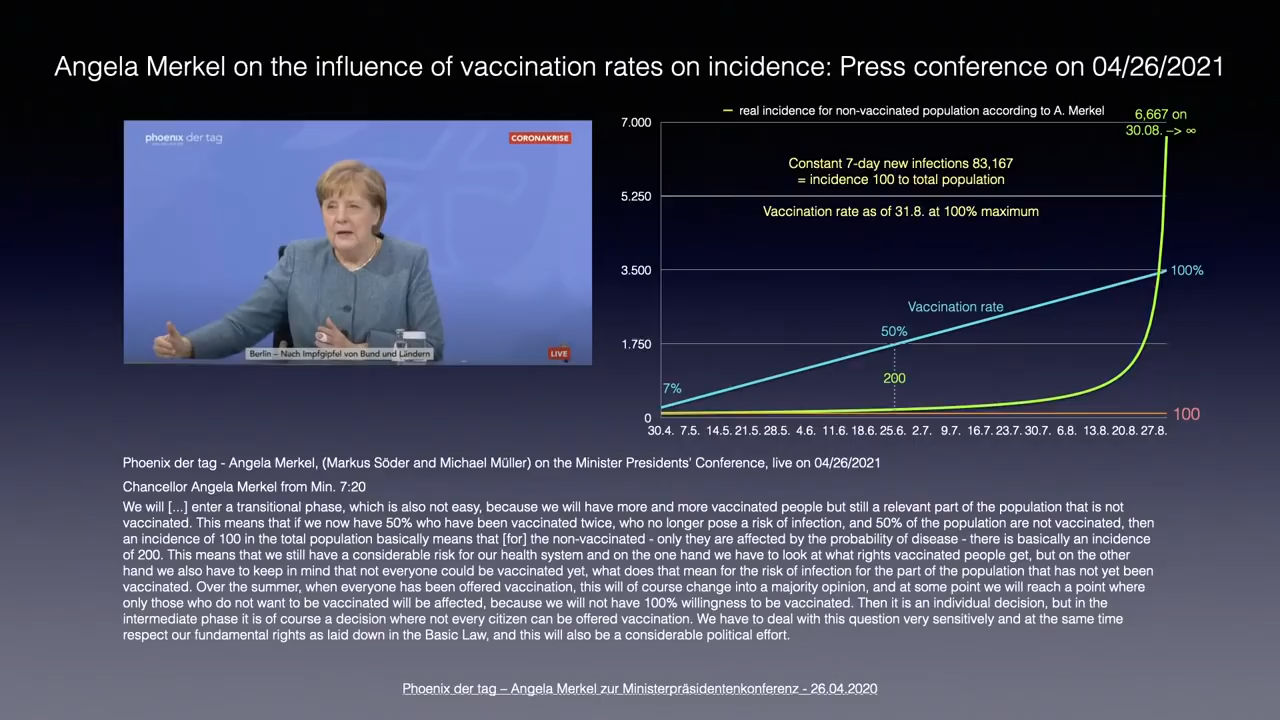 Angela Merkel on the influence of vaccination rates on incidence: Press conference on 04/26/2021
phoenix der tag
CORONAKRISE
Berlin – Nach Impfgipfel von Bund und Ländern
LIVE
real incidence for non-vaccinated population according to A. Merkel
6,667 on
30.08. –> ∞
7.000
Constant 7-day new infections 83,167
= incidence 100 to total population
5.250
Vaccination rate as of 31.8. at 100% maximum
3.500
100%
Vaccination rate
50%
1.750
200
7%
0
100
30.4. 7.5. 14.5. 21.5. 28.5. 4.6. 11.6. 18.6. 25.6. 2.7. 9.7. 16.7. 23.7. 30.7. 6.8. 13.8. 20.8. 27.8.
Phoenix der tag - Angela Merkel, (Markus Söder and Michael Müller) on the Minister Presidents' Conference, live on 04/26/2021
Chancellor Angela Merkel from Min. 7:20
We will [...] enter a transitional phase, which is also not easy, because we will have more and more vaccinated people but still a relevant part of the population that is not
vaccinated. This means that if we now have 50% who have been vaccinated twice, who no longer pose a risk of infection, and 50% of the population are not vaccinated, then
an incidence of 100 in the total population basically means that [for] the non-vaccinated - only they are affected by the probability of disease - there is basically an incidence
of 200. This means that we still have a considerable risk for our health system and on the one hand we have to look at what rights vaccinated people get, but on the other
hand we also have to keep in mind that not everyone could be vaccinated yet, what does that mean for the risk of infection for the part of the population that has not yet been
vaccinated. Over the summer, when everyone has been offered vaccination, this will of course change into a majority opinion, and at some point we will reach a point where
only those who do not want to be vaccinated will be affected, because we will not have 100% willingness to be vaccinated. Then it is an individual decision, but in the
intermediate phase it is of course a decision where not every citizen can be offered vaccination. We have to deal with this question very sensitively and at the same time
respect our fundamental rights as laid down in the Basic Law, and this will also be a considerable political effort.
Phoenix der tag – Angela Merkel zur Ministerpräsidentenkonferenz - 26.04.2020